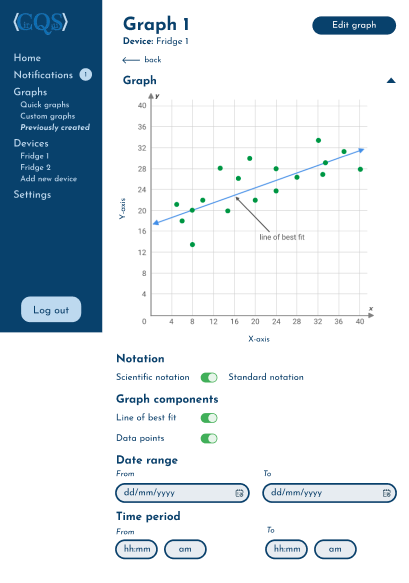 CQS
Home
Notifications 1
Graphs
Quick graphs
Custom graphs
Previously created
Devices
Fridge 1
Fridge 2
Add new device
Settings
Log out
Graph 1
Edit graph
Device: Fridge 1
back
Graph
y
40
36
32
28
24
20
16
12
8
4
0 4 8 12 16 20 24 28 32 36 40
x
line of best fit
Y-axis
X-axis
Notation
Scientific notation Standard notation
Graph components
Line of best fit
Data points
Date range
From To
dd/mm/yyyy dd/mm/yyyy
Time period
From To
hh:mm am hh:mm am